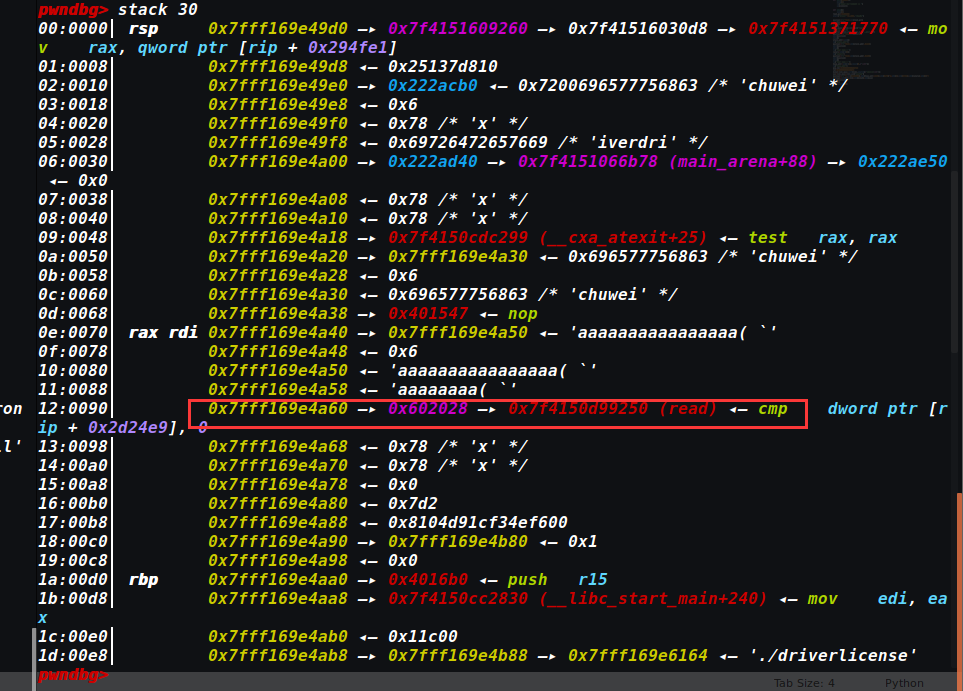 pwndbg> stack 30
00:0000│ rsp 0x7fff169e49d0 —▸ 0x7f4151609260 —▸ 0x7f41516030d8 —▸ 0x7f4151371770 ◂— mo
v rax, qword ptr [rip + 0x294fe1]
01:0008│ 0x7fff169e49d8 ◂— 0x25137d810
02:0010│ 0x7fff169e49e0 —▸ 0x222acb0 ◂— 0x7200696577756863 /* 'chuwei' */
03:0018│ 0x7fff169e49e8 ◂— 0x6
04:0020│ 0x7fff169e49f0 ◂— 0x78 /* 'x' */
05:0028│ 0x7fff169e49f8 ◂— 0x69726472657669 /* 'iverdri' */
06:0030│ 0x7fff169e4a00 —▸ 0x222ad40 —▸ 0x7f4151066b78 (main_arena+88) —▸ 0x222ae50
◂— 0x0
07:0038│ 0x7fff169e4a08 ◂— 0x78 /* 'x' */
08:0040│ 0x7fff169e4a10 ◂— 0x78 /* 'x' */
09:0048│ 0x7fff169e4a18 —▸ 0x7f4150cdc299 (__cxa_atexit+25) ◂— test rax, rax
0a:0050│ 0x7fff169e4a20 —▸ 0x7fff169e4a30 ◂— 0x696577756863 /* 'chuwei' */
0b:0058│ 0x7fff169e4a28 ◂— 0x6
0c:0060│ 0x7fff169e4a30 ◂— 0x696577756863 /* 'chuwei' */
0d:0068│ 0x7fff169e4a38 —▸ 0x401547 ◂— nop
0e:0070│ rax rdi 0x7fff169e4a40 —▸ 0x7fff169e4a50 ◂— 'aaaaaaaaaaaaaaaa( `'
0f:0078│ 0x7fff169e4a48 ◂— 0x6
10:0080│ 0x7fff169e4a50 ◂— 'aaaaaaaaaaaaaaaa( `'
11:0088│ 0x7fff169e4a58 ◂— 'aaaaaaaa( `'
ron 12:0090│ 0x7fff169e4a60 —▸ 0x602028 —▸ 0x7f4150d99250 (read) ◂— cmp dword ptr [r
ip + 0x2d24e9], 0
l' 13:0098│ 0x7fff169e4a68 ◂— 0x78 /* 'x' */
14:00a0│ 0x7fff169e4a70 ◂— 0x78 /* 'x' */
15:00a8│ 0x7fff169e4a78 ◂— 0x0
16:00b0│ 0x7fff169e4a80 ◂— 0x7d2
17:00b8│ 0x7fff169e4a88 ◂— 0x8104d91cf34ef600
18:00c0│ 0x7fff169e4a90 —▸ 0x7fff169e4b80 ◂— 0x1
19:00c8│ 0x7fff169e4a98 ◂— 0x0
1a:00d0│ rbp 0x7fff169e4aa0 —▸ 0x4016b0 ◂— push r15
1b:00d8│ 0x7fff169e4aa8 —▸ 0x7f4150cc2830 (__libc_start_main+240) ◂— mov edi, ea
x
1c:00e0│ 0x7fff169e4ab0 ◂— 0x11c00
1d:00e8│ 0x7fff169e4ab8 —▸ 0x7fff169e4b88 —▸ 0x7fff169e6164 ◂— './driverlicense'
pwndbg>
Tab Size: 4 Python